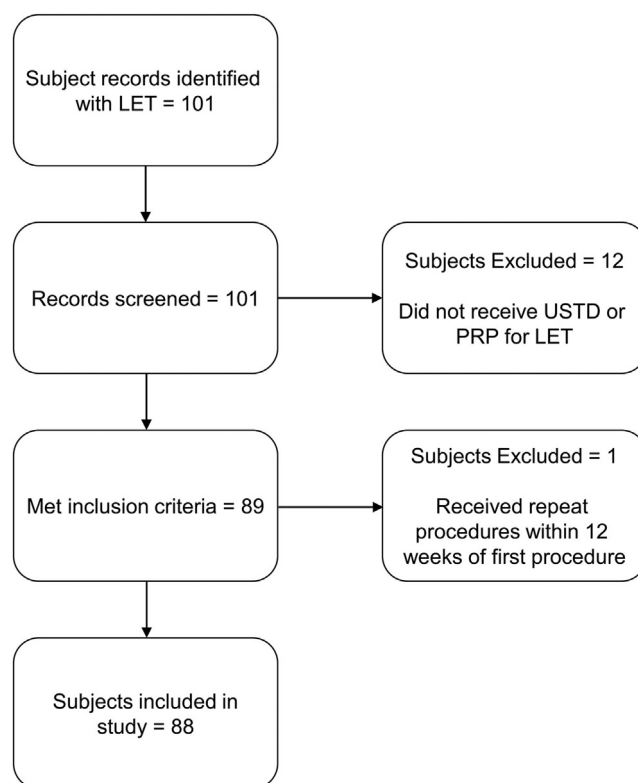 Subject records identified
with LET = 101
Records screened = 101
Subjects Excluded = 12
Did not receive USTD or
PRP for LET
Met inclusion criteria = 89
Subjects Excluded = 1
Received repeat
procedures within 12
weeks of first procedure
Subjects included in
study = 88